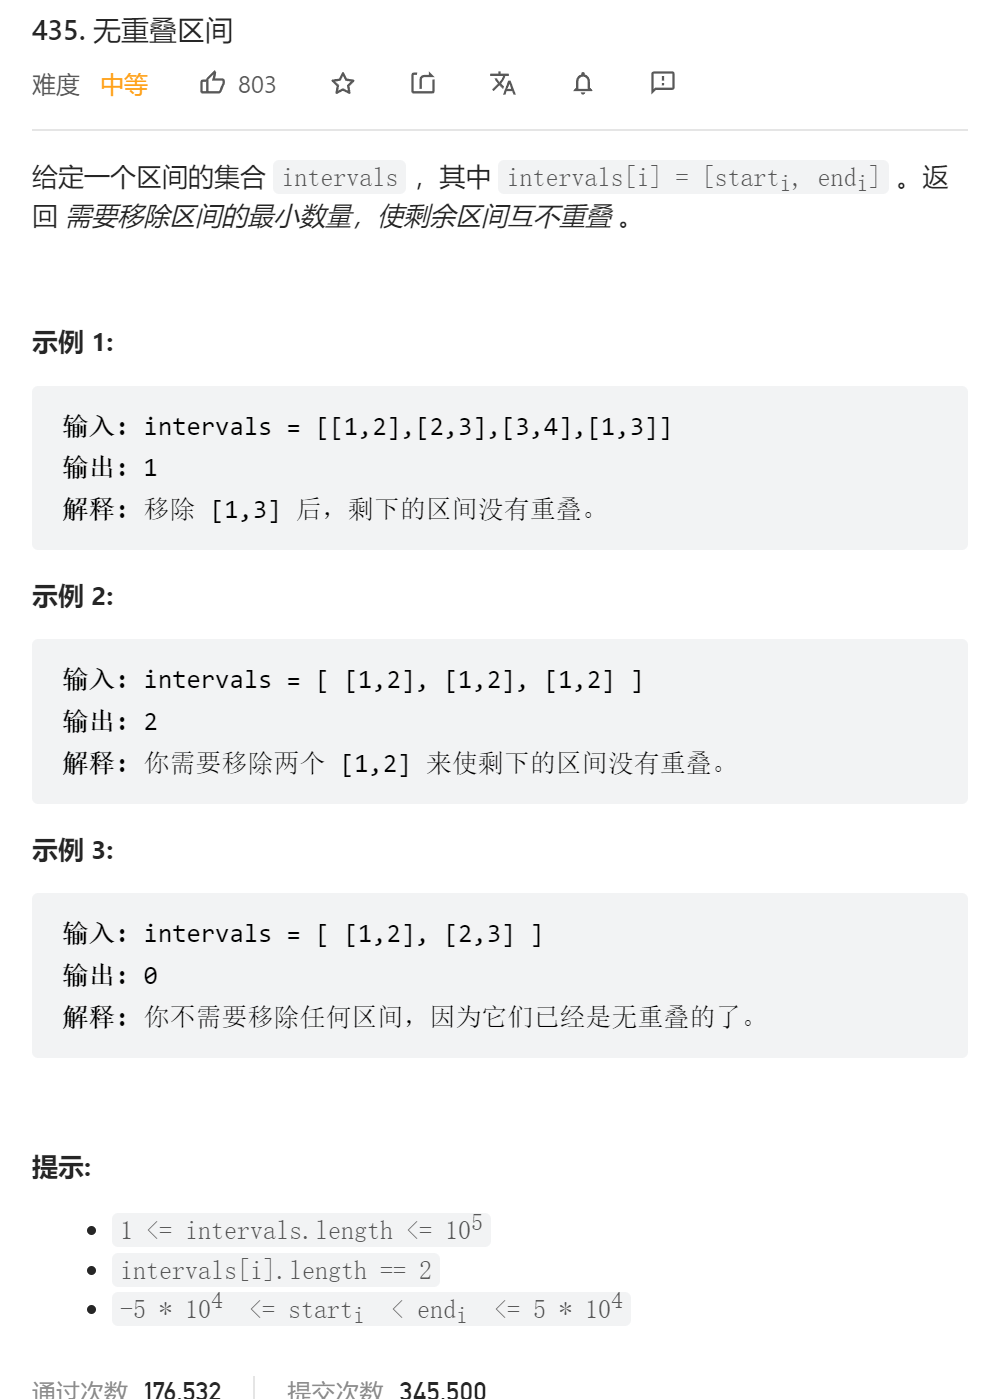 435. 无重叠区间
难度 中等 803
给定一个区间的集合 intervals ，其中 intervals[i] = [starti, endi] 。返
回 需要移除区间的最小数量，使剩余区间互不重叠 。
示例 1:
输入: intervals = [[1,2],[2,3],[3,4],[1,3]]
输出: 1
解释: 移除 [1,3] 后，剩下的区间没有重叠。
示例 2:
输入: intervals = [ [1,2], [1,2], [1,2] ]
输出: 2
解释: 你需要移除两个 [1,2] 来使剩下的区间没有重叠。
示例 3:
输入: intervals = [ [1,2], [2,3] ]
输出: 0
解释: 你不需要移除任何区间，因为它们已经是无重叠的了。
提示:
1 <= intervals.length <= 10^5
intervals[i].length == 2
-5 * 10^4 <= starti < endi <= 5 * 10^4
通过次数 176,532 提交次数 345,500